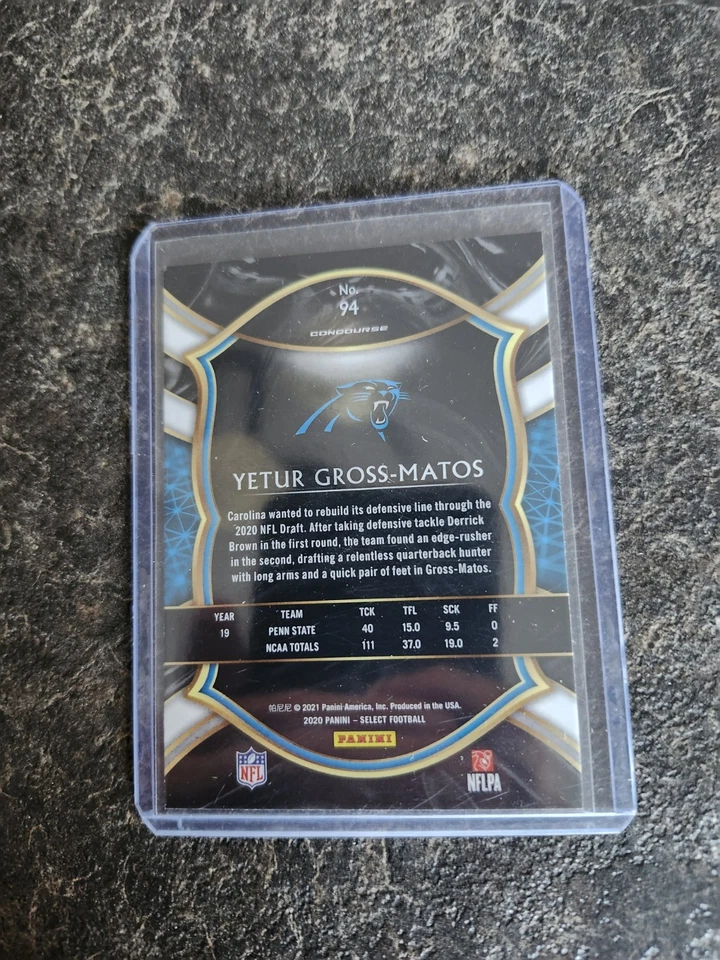 No.
94
CONCOURSE
YETUR GROSS-MATOS
Carolina wanted to rebuild its defensive line through the
2020 NFL Draft. After taking defensive tackle Derrick
Brown in the first round, the team found an edge-rusher
in the second, drafting a relentless quarterback hunter
with long arms and a quick pair of feet in Gross-Matos.
YEAR TEAM TCK TFL SCK FF
19 PENN STATE 40 15.0 9.5 0
NCAA TOTALS 111 37.0 19.0 2
帕尼尼 © 2021 Panini America, Inc. Produced in the USA.
2020 PANINI – SELECT FOOTBALL
PANINI
NFL
NFLPA